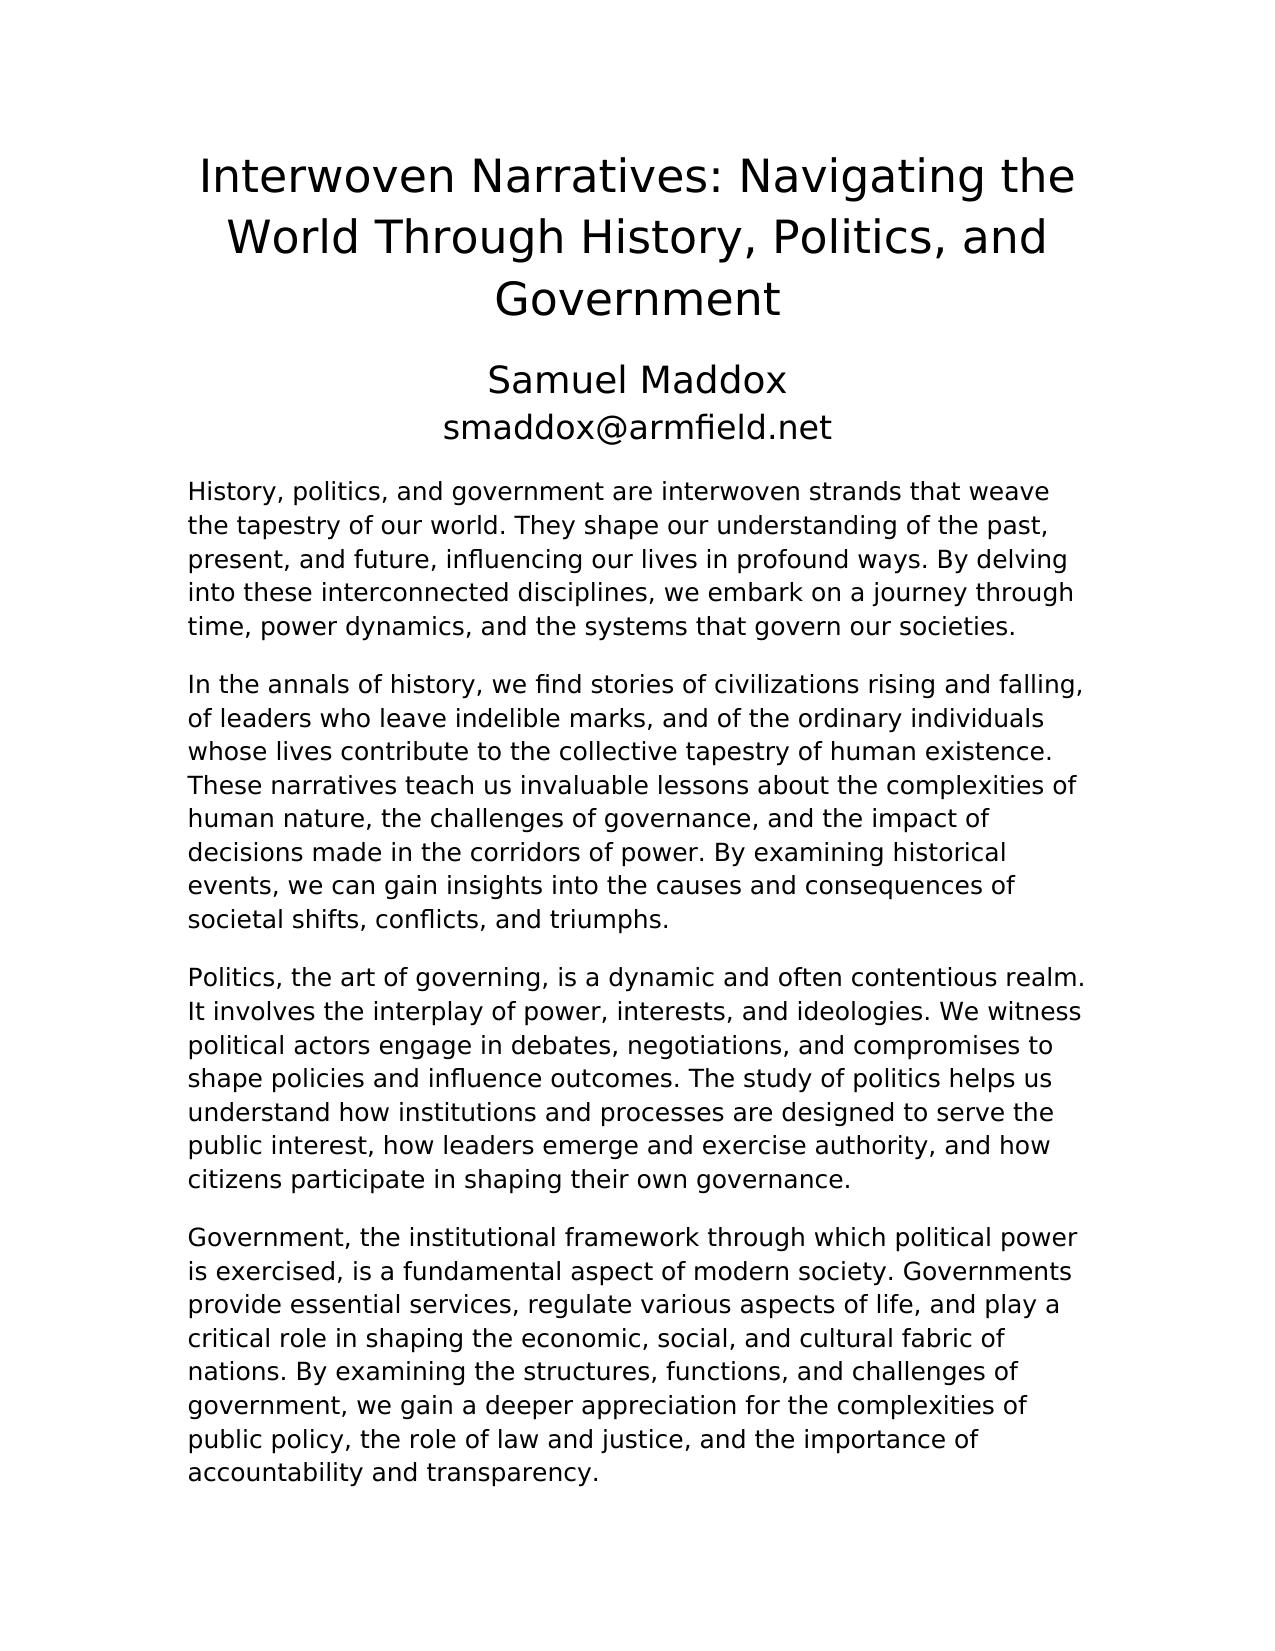 Interwoven Narratives: Navigating the
World Through History, Politics, and
Government
Samuel Maddox
smaddox@armfield.net
History, politics, and government are interwoven strands that weave
the tapestry of our world. They shape our understanding of the past,
present, and future, influencing our lives in profound ways. By delving
into these interconnected disciplines, we embark on a journey through
time, power dynamics, and the systems that govern our societies.
In the annals of history, we find stories of civilizations rising and falling,
of leaders who leave indelible marks, and of the ordinary individuals
whose lives contribute to the collective tapestry of human existence.
These narratives teach us invaluable lessons about the complexities of
human nature, the challenges of governance, and the impact of
decisions made in the corridors of power. By examining historical
events, we can gain insights into the causes and consequences of
societal shifts, conflicts, and triumphs.
Politics, the art of governing, is a dynamic and often contentious realm.
It involves the interplay of power, interests, and ideologies. We witness
political actors engage in debates, negotiations, and compromises to
shape policies and influence outcomes. The study of politics helps us
understand how institutions and processes are designed to serve the
public interest, how leaders emerge and exercise authority, and how
citizens participate in shaping their own governance.
Government, the institutional framework through which political power
is exercised, is a fundamental aspect of modern society. Governments
provide essential services, regulate various aspects of life, and play a
critical role in shaping the economic, social, and cultural fabric of
nations. By examining the structures, functions, and challenges of
government, we gain a deeper appreciation for the complexities of
public policy, the role of law and justice, and the importance of
accountability and transparency.